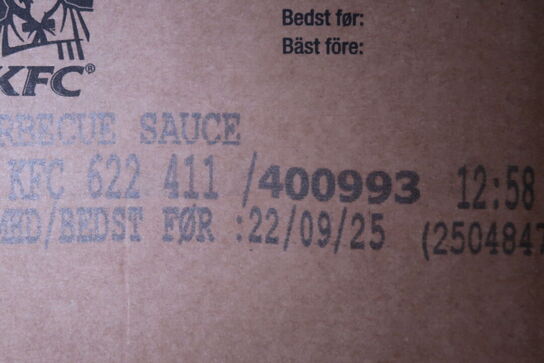 Bedst før:
Bäst före:
KFC®
RBECUE SAUCE
KFC 622 411 /400993 12:58
MHD/BEDST FØR :22/09/25 (2504847